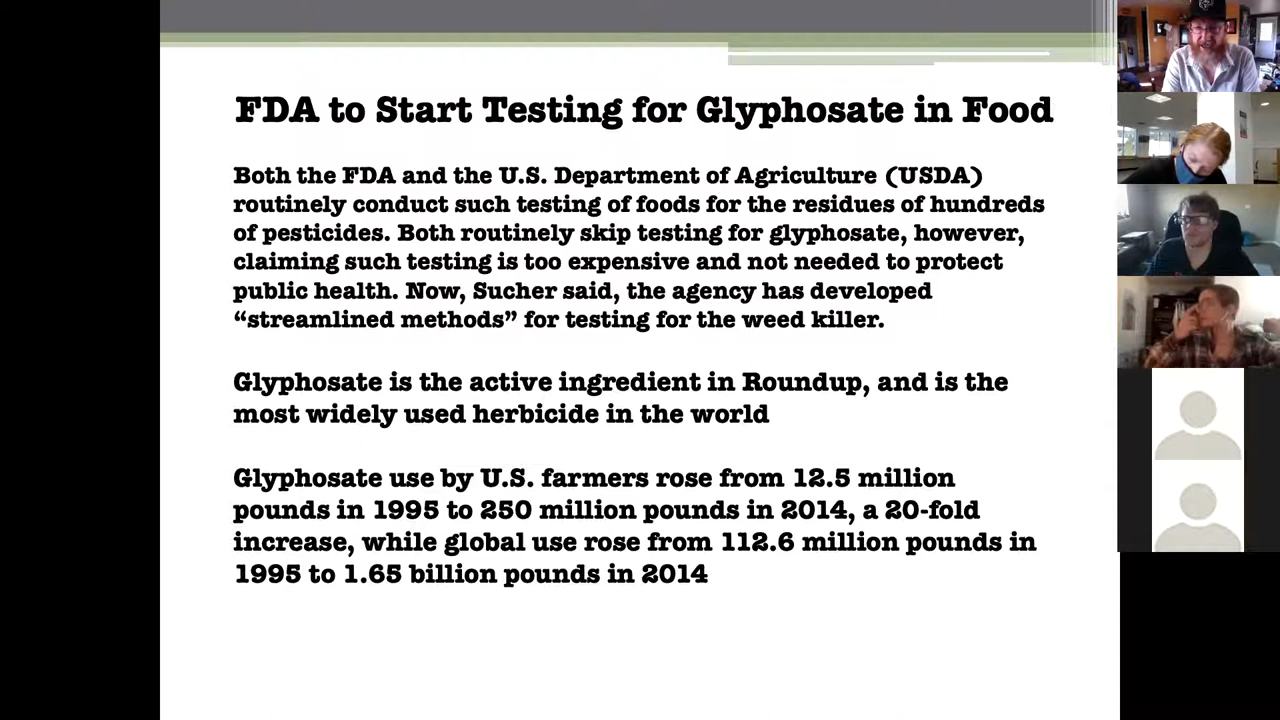 FDA to Start Testing for Glyphosate in Food
Both the FDA and the U.S. Department of Agriculture (USDA)
routinely conduct such testing of foods for the residues of hundreds
of pesticides. Both routinely skip testing for glyphosate, however,
claiming such testing is too expensive and not needed to protect
public health. Now, Sucher said, the agency has developed
“streamlined methods” for testing for the weed killer.
Glyphosate is the active ingredient in Roundup, and is the
most widely used herbicide in the world
Glyphosate use by U.S. farmers rose from 12.5 million
pounds in 1995 to 250 million pounds in 2014, a 20-fold
increase, while global use rose from 112.6 million pounds in
1995 to 1.65 billion pounds in 2014